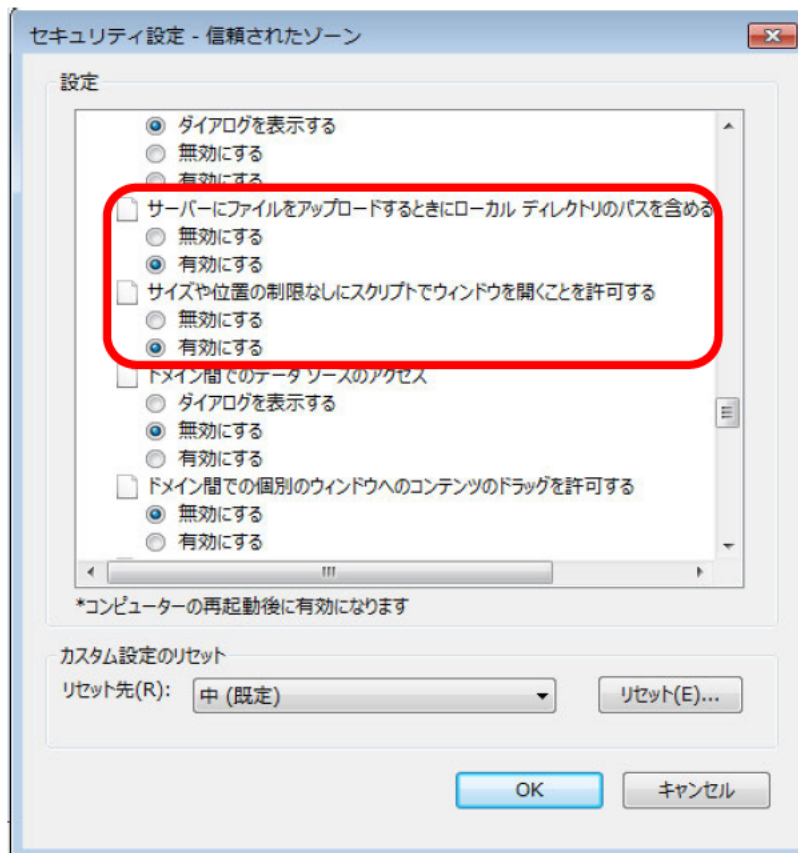 セキュリティ設定 - 信頼されたゾーン
設定
ダイアログを表示する
無効にする
有効にする
サーバーにファイルをアップロードするときにローカル ディレクトリのパスを含める
無効にする
有効にする
サイズや位置の制限なしにスクリプトでウィンドウを開くことを許可する
無効にする
有効にする
ドメイン間でのデータ ソースのアクセス
ダイアログを表示する
無効にする
有効にする
ドメイン間での個別のウィンドウへのコンテンツのドラッグを許可する
無効にする
有効にする
*コンピューターの再起動後に有効になります
カスタム設定のリセット
リセット先(R): 中 (既定) リセット(E)...
OK キャンセル